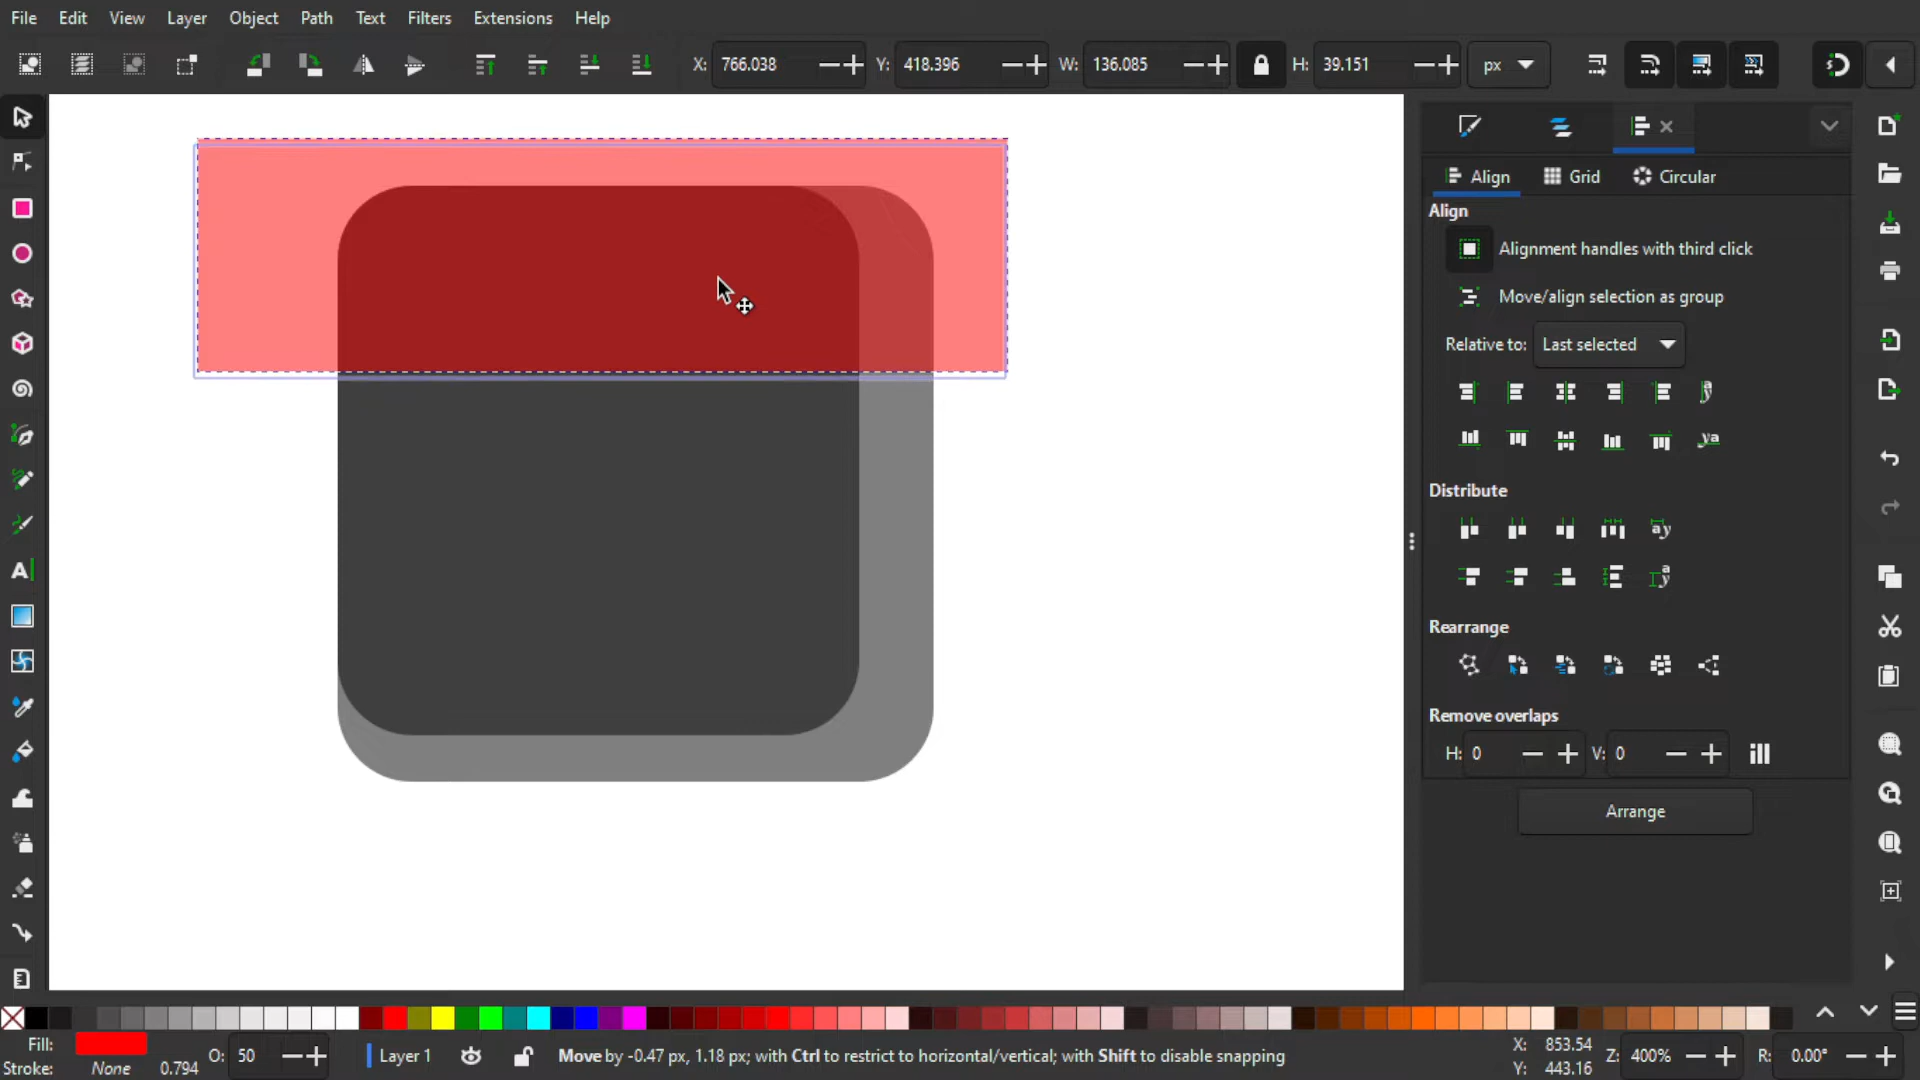 File Edit View Layer Object Path Text Filters Extensions Help
X: 766.038 Y: 418.396 W: 136.085 H: 39.151 px
Align Grid Circular
Align
Alignment handles with third click
Move/align selection as group
Relative to: Last selected
Distribute
Rearrange
Remove overlaps
H: 0 V: 0
Arrange
Fill:
Stroke: None 0.794 O: 50 Layer 1 Move by -0.47 px, 1.18 px; with Ctrl to restrict to horizontal/vertical; with Shift to disable snapping
X: 853.54
Y: 443.16
Z: 400% R: 0.00°